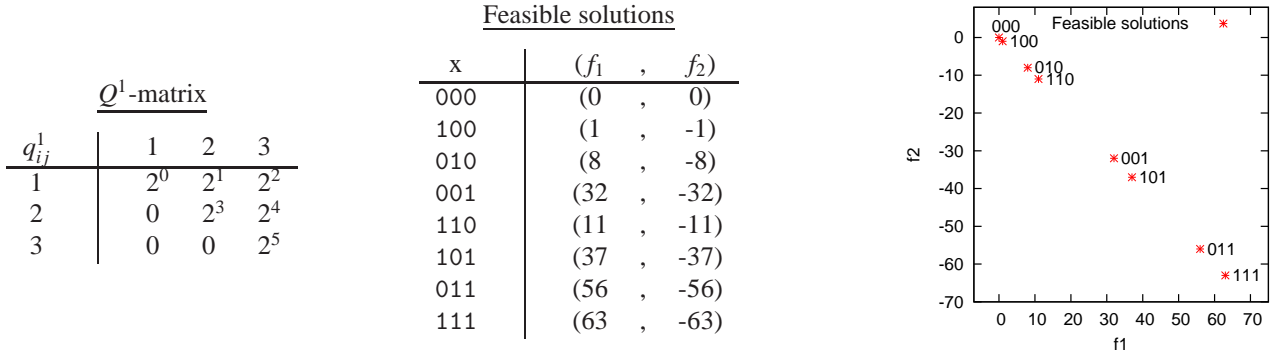 Q¹-matrix
q¹ᵢⱼ 1 2 3
1 2⁰ 2¹ 2²
2 0 2³ 2⁴
3 0 0 2⁵
Feasible solutions
x (f₁ , f₂)
000 (0 , 0)
100 (1 , -1)
010 (8 , -8)
001 (32 , -32)
110 (11 , -11)
101 (37 , -37)
011 (56 , -56)
111 (63 , -63)
Feasible solutions
000
100
010
110
001
101
011
111
f2
0
-10
-20
-30
-40
-50
-60
-70
0 10 20 30 40 50 60 70
f1